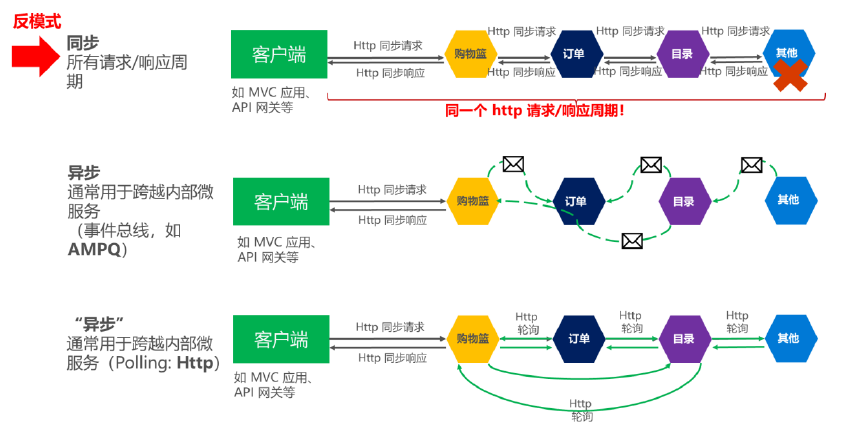 反模式
同步
所有请求/响应周
期
客户端
如 MVC 应用、
API 网关等
Http 同步请求
Http 同步响应
购物篮
Http 同步请求
Http 同步响应
订单
Http 同步请求
Http 同步响应
目录
Http 同步请求
Http 同步响应
其他
同一个 http 请求/响应周期！
异步
通常用于跨越内部微
服务
（事件总线，如
AMPQ）
客户端
如 MVC 应用、
API 网关等
Http 同步请求
Http 同步响应
购物篮
订单
目录
其他
“异步”
通常用于跨越内部微
服务（Polling: Http）
客户端
如 MVC 应用、
API 网关等
Http 同步请求
Http 同步响应
购物篮
Http
轮询
订单
Http
轮询
目录
Http
轮询
其他
Http
轮询